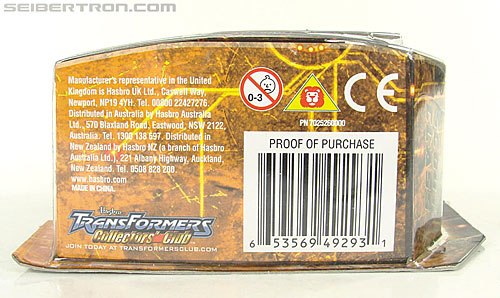 SEIBERTRON.COM
Manufacturer's representative in the United
Kingdom is Hasbro UK Ltd., Caswell Way,
Newport, NP19 4YH. Tel. 00800 22427276.
Distributed in Australia by Hasbro Australia
Ltd., 570 Blaxland Road, Eastwood, NSW 2122,
Australia. Tel. 1300 138 697. Distributed in
New Zealand by Hasbro NZ (a branch of Hasbro
Australia Ltd.), 221 Albany Highway, Auckland,
New Zealand. Tel. 0508 828 200.
www.hasbro.com
MADE IN CHINA.
Hasbro
TRANSFORMERS
Collectors' Club
JOIN TODAY AT TRANSFORMERSCLUB.COM
0-3
CE
PN 7025260000
PROOF OF PURCHASE
6 53569 49293 1